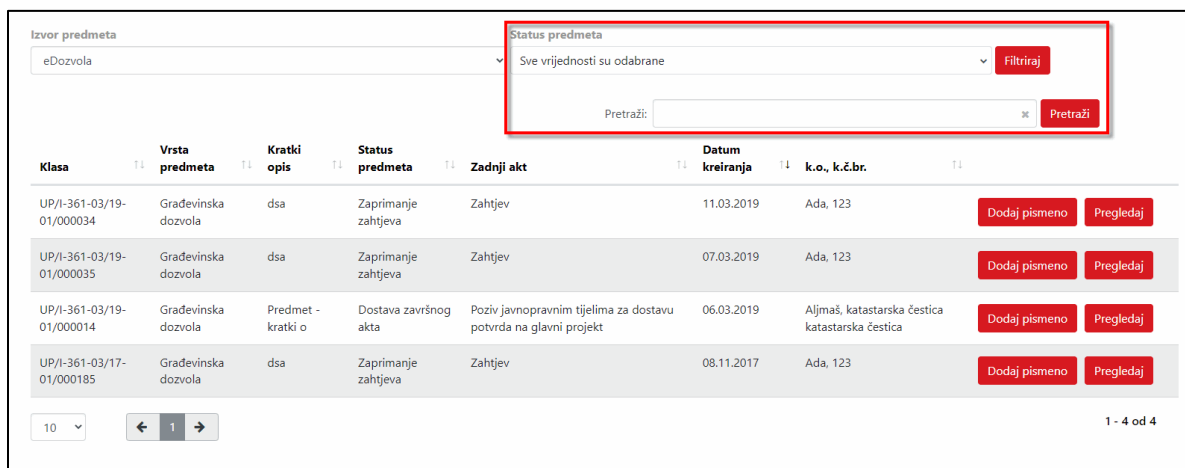 Izvor predmeta Status predmeta
eDozvola Sve vrijednosti su odabrane Filtriraj
Pretraži: Pretraži
Klasa Vrsta predmeta Kratki opis Status predmeta Zadnji akt Datum kreiranja k.o., k.č.br.
UP/I-361-03/19- Građevinska dsa Zaprimanje Zahtjev 11.03.2019 Ada, 123 Dodaj pismeno Pregledaj
01/000034 dozvola zahtjeva
UP/I-361-03/19- Građevinska dsa Zaprimanje Zahtjev 07.03.2019 Ada, 123 Dodaj pismeno Pregledaj
01/000035 dozvola zahtjeva
UP/I-361-03/19- Građevinska Predmet - Dostava završnog Poziv javnopravnim tijelima za dostavu 06.03.2019 Aljmaš, katastarska čestica Dodaj pismeno Pregledaj
01/000014 dozvola kratki o akta potvrda na glavni projekt katastarska čestica
UP/I-361-03/17- Građevinska dsa Zaprimanje Zahtjev 08.11.2017 Ada, 123 Dodaj pismeno Pregledaj
01/000185 dozvola zahtjeva
10 1 1 - 4 od 4